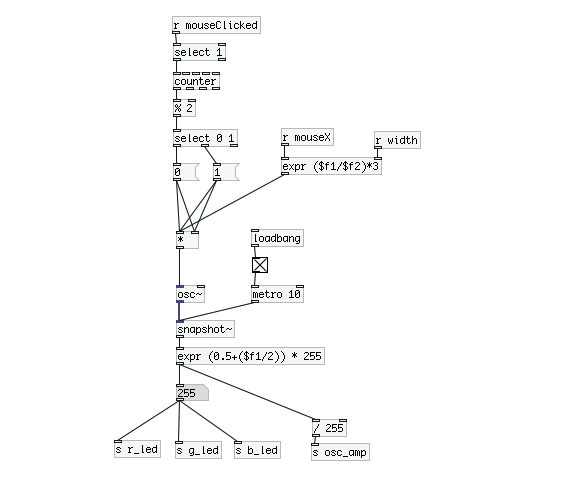 r mouseClicked
select 1
counter
% 2
select 0 1
r mouseX
r width
0
1
expr ($f1/$f2)*3
*
loadbang
osc~
metro 10
snapshot~
expr (0.5+($f1/2)) * 255
255
/ 255
s r_led
s g_led
s b_led
s osc_amp